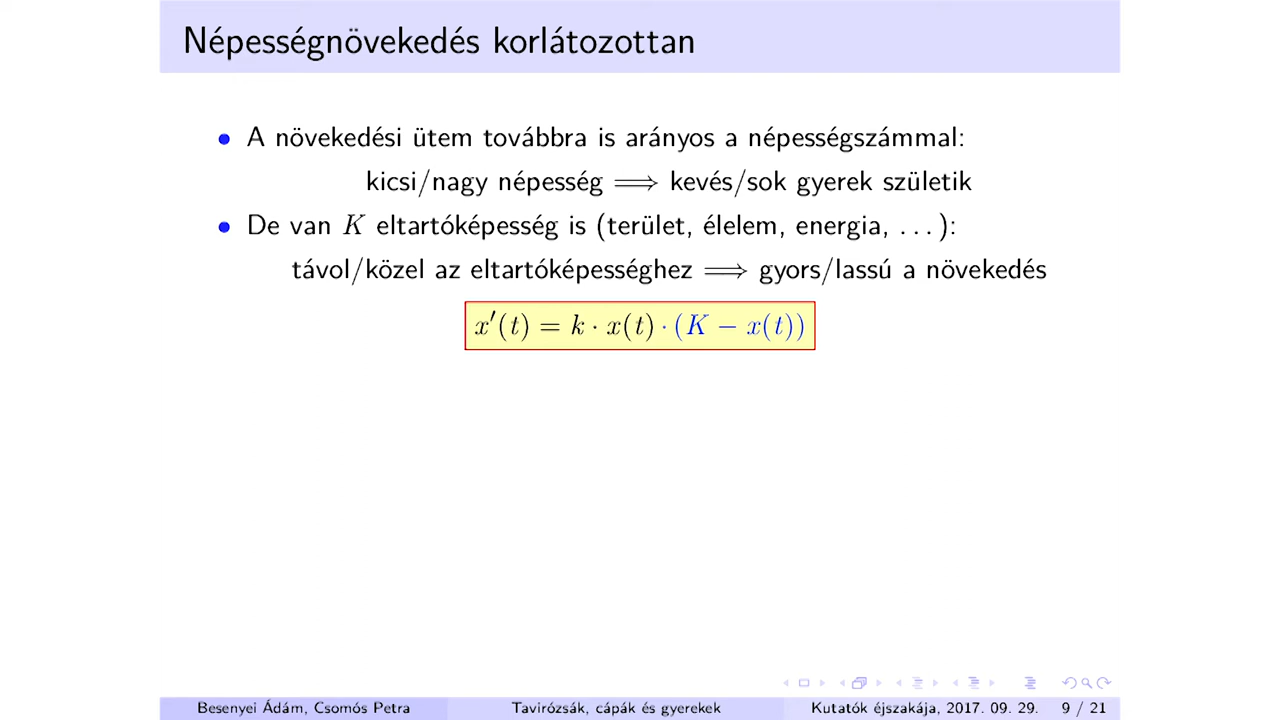 Népességnövekedés korlátozottan
• A növekedési ütem továbbra is arányos a népességszámmal:
kicsi/nagy népesség ⟹ kevés/sok gyerek születik
• De van K eltartóképesség is (terület, élelem, energia, . . . ):
távol/közel az eltartóképességhez ⟹ gyors/lassú a növekedés
x′(t) = k · x(t) · (K − x(t))
Besenyei Ádám, Csomós Petra Tavirózsák, cápák és gyerekek Kutatók éjszakája, 2017. 09. 29. 9 / 21